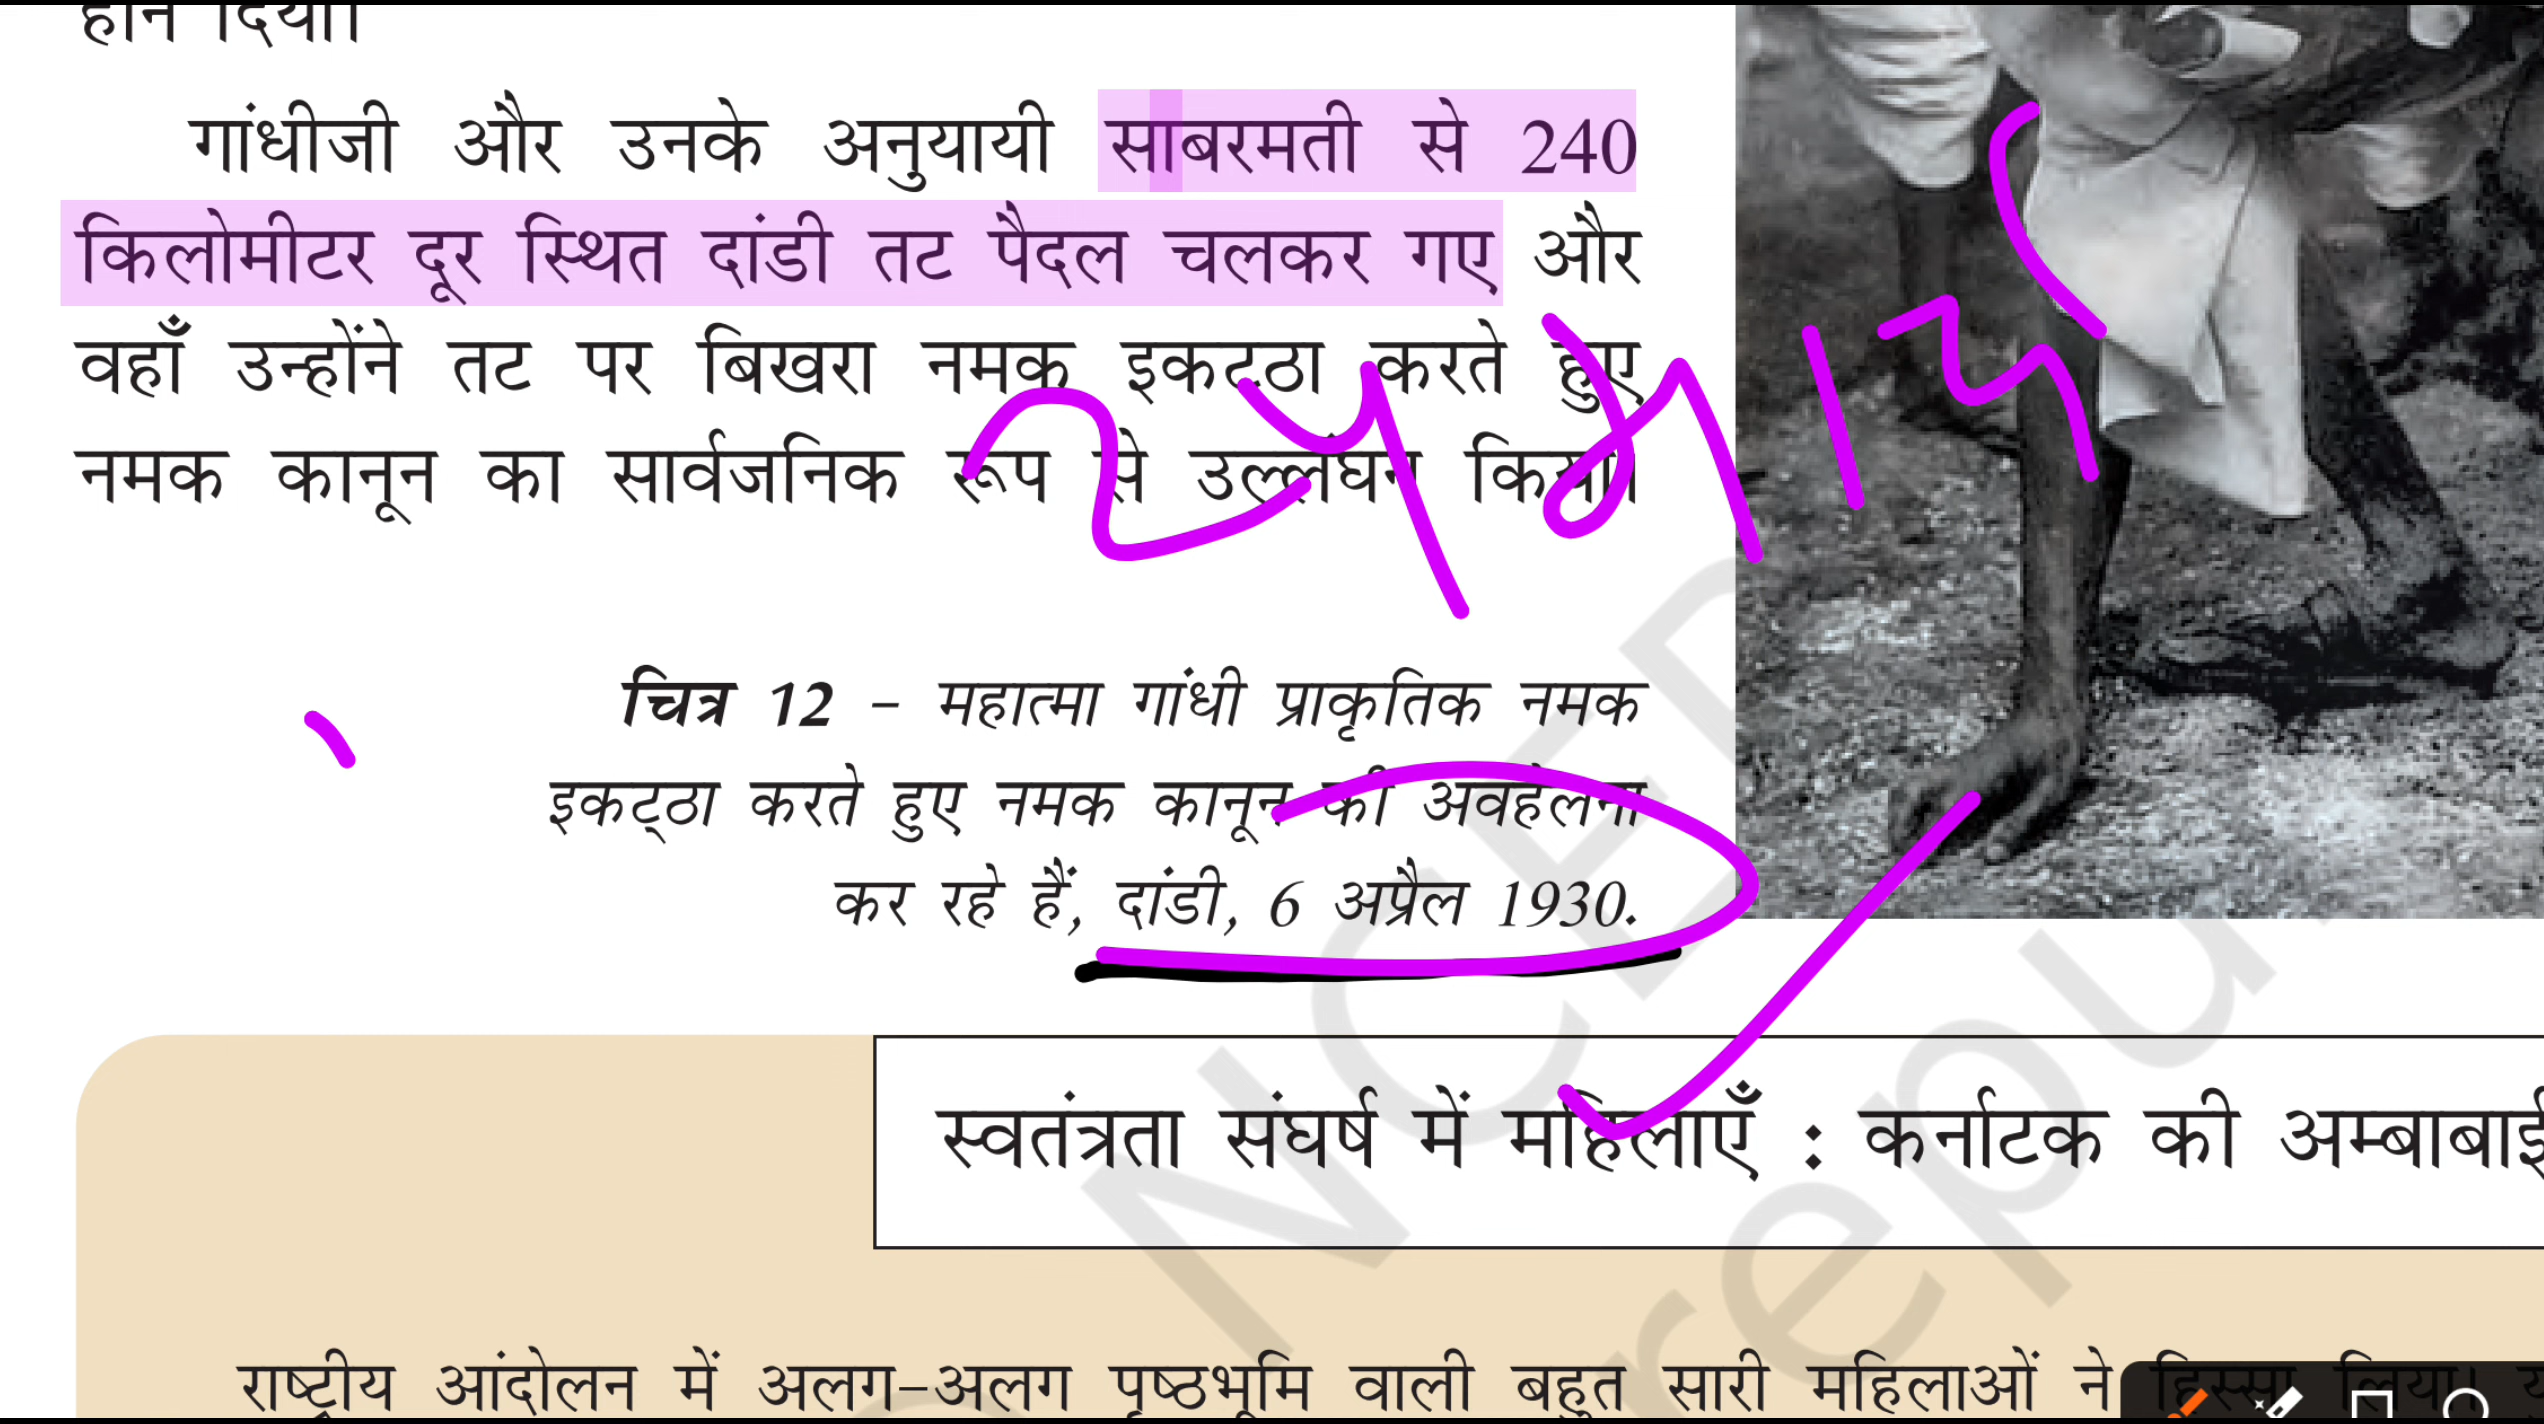 होने दिया।
गांधीजी और उनके अनुयायी साबरमती से 240
किलोमीटर दूर स्थित दांडी तट पैदल चलकर गए और
वहाँ उन्होंने तट पर बिखरा नमक इकट्ठा करते हुए
नमक कानून का सार्वजनिक रूप से उल्लंघन किया।
चित्र 12 – महात्मा गांधी प्राकृतिक नमक
इकट्ठा करते हुए नमक कानून की अवहेलना
कर रहे हैं, दांडी, 6 अप्रैल 1930.
स्वतंत्रता संघर्ष में महिलाएँ : कर्नाटक की अम्बाबाई
राष्ट्रीय आंदोलन में अलग-अलग पृष्ठभूमि वाली बहुत सारी महिलाओं ने हिस्सा लिया।
NCER
repu